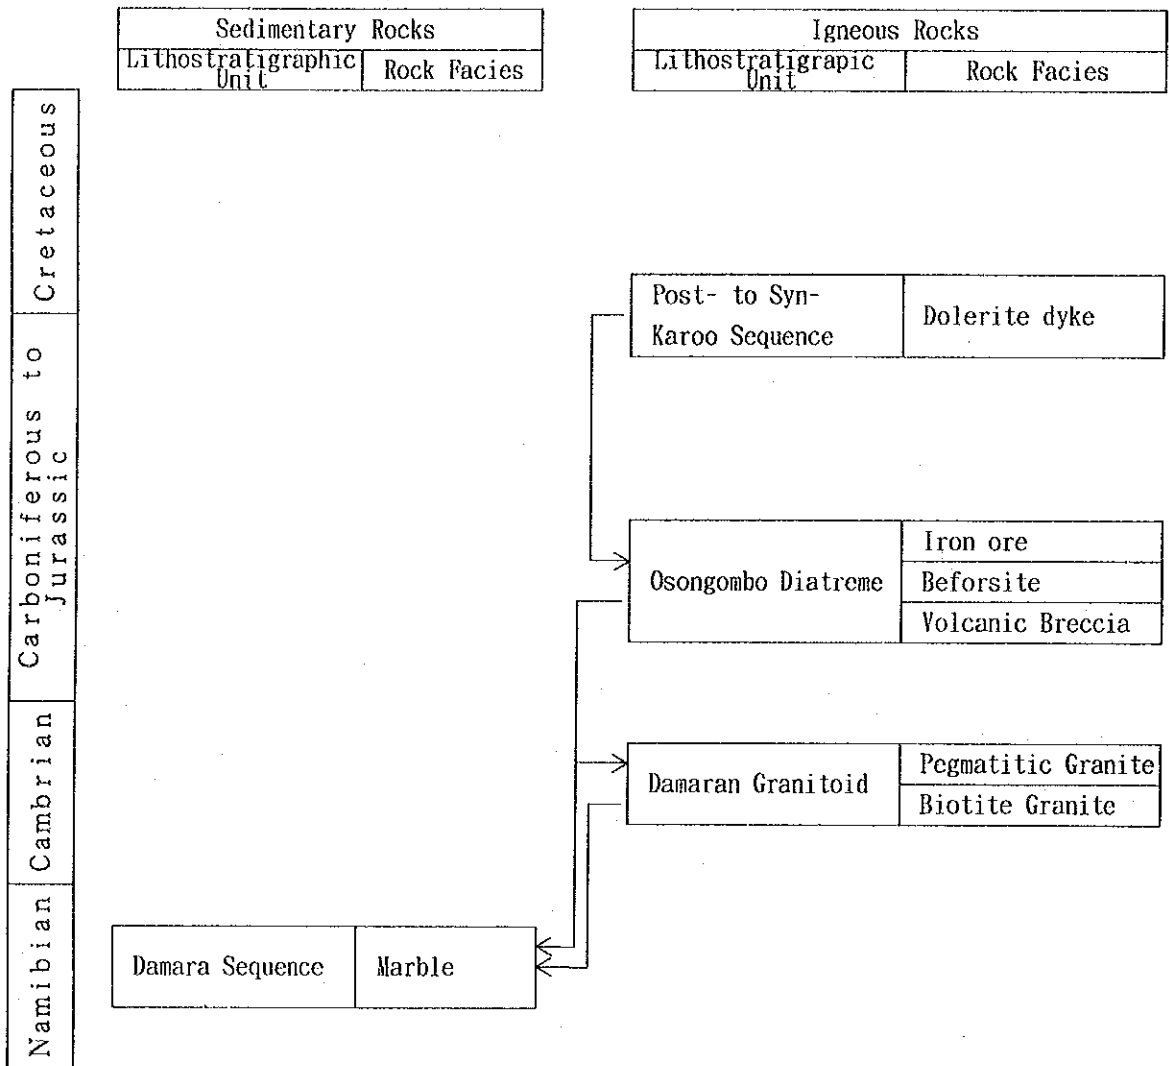 Sedimentary Rocks
Lithostratigraphic
Unit
Rock Facies
Igneous Rocks
Lithostratigrapic
Unit
Rock Facies
Cretaceous
Carboniferous to
Jurassic
Cambrian
Namibian
Post- to Syn-
Karoo Sequence
Dolerite dyke
Osongombo Diatreme
Iron ore
Beforsite
Volcanic Breccia
Damaran Granitoid
Pegmatitic Granite
Biotite Granite
Damara Sequence
Marble